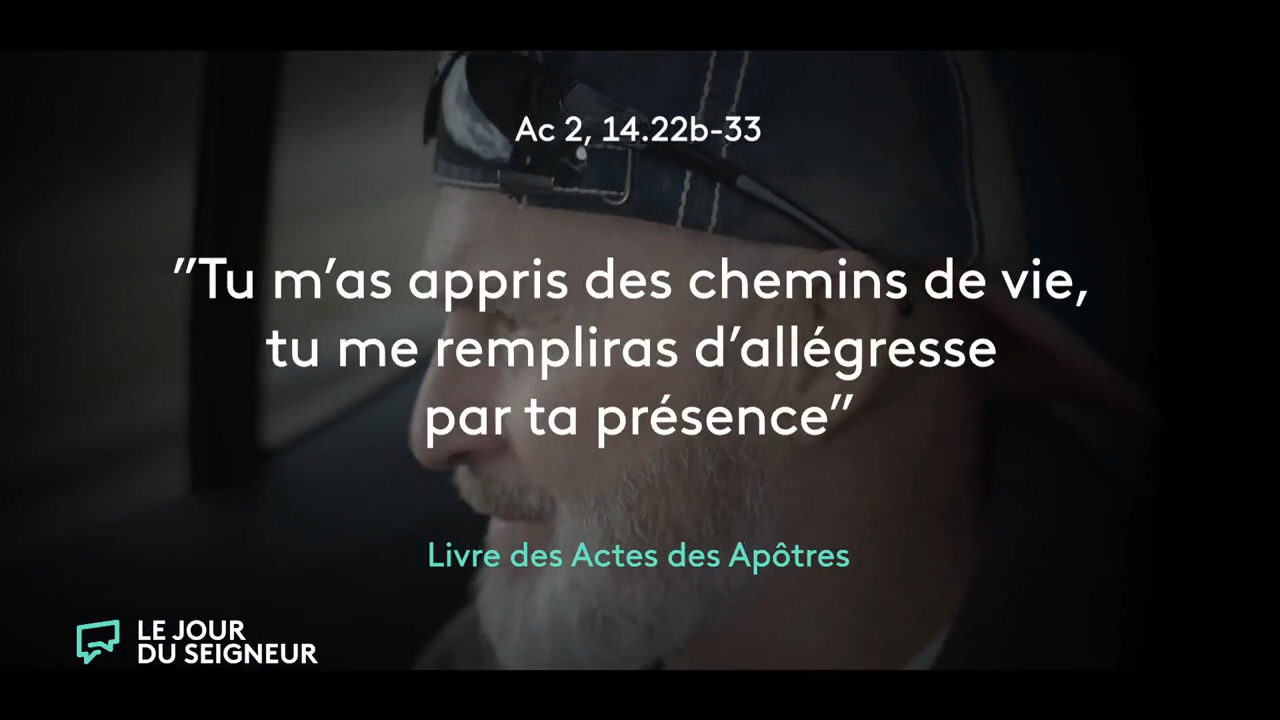 Ac 2, 14.22b-33
"Tu m'as appris des chemins de vie,
tu me rempliras d'allégresse
par ta présence"
Livre des Actes des Apôtres
LE JOUR
DU SEIGNEUR